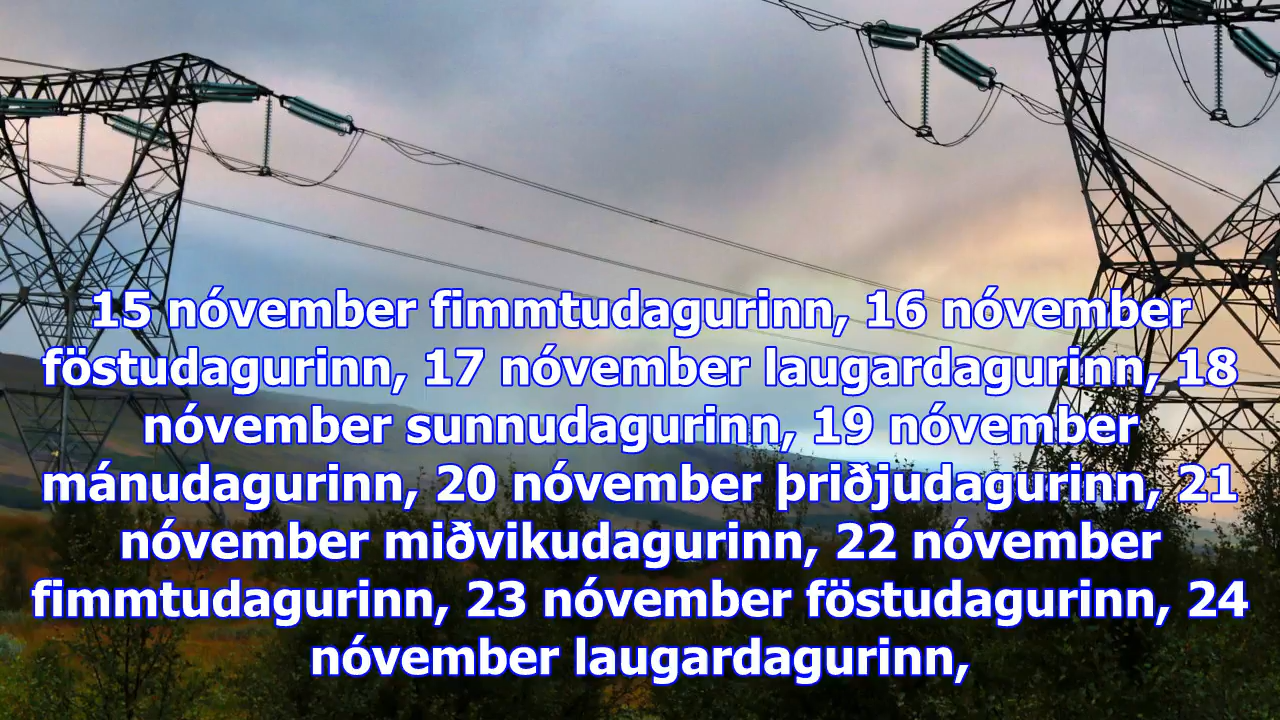 15 nóvember fimmtudagurinn, 16 nóvember
föstudagurinn, 17 nóvember laugardagurinn, 18
nóvember sunnudagurinn, 19 nóvember
mánudagurinn, 20 nóvember þriðjudagurinn, 21
nóvember miðvikudagurinn, 22 nóvember
fimmtudagurinn, 23 nóvember föstudagurinn, 24
nóvember laugardagurinn,